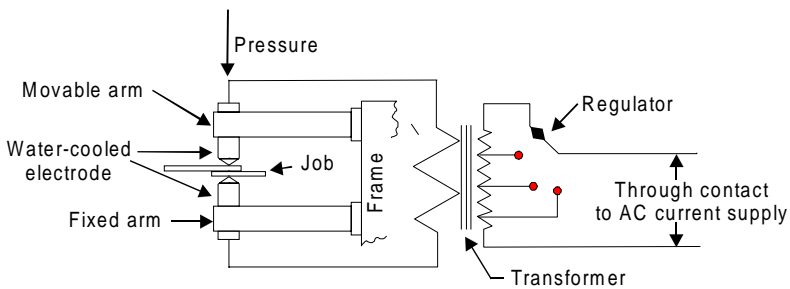 Pressure
Movable arm
Regulator
Water-cooled
electrode
Job
Frame
Through contact
to AC current supply
Fixed arm
Transformer